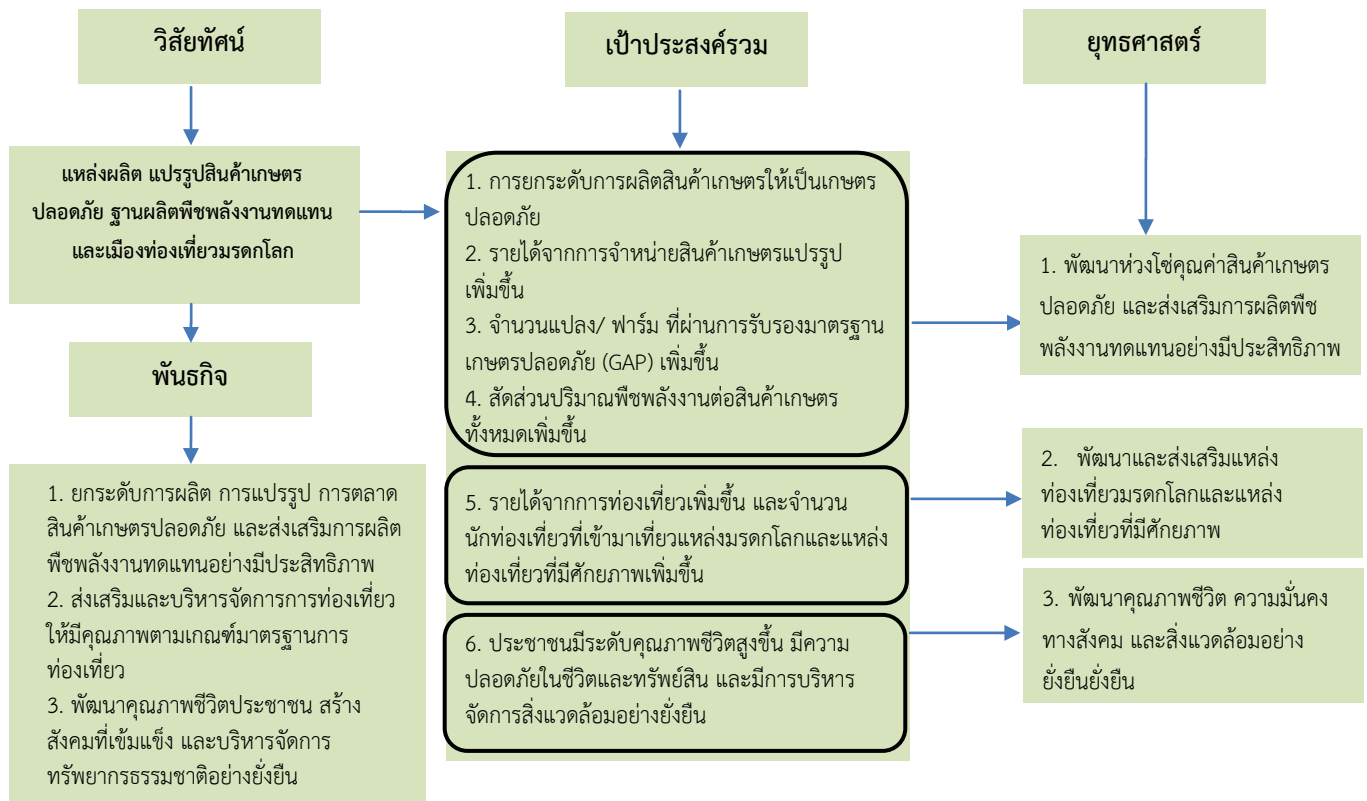 วิสัยทัศน์
แหล่งผลิต แปรรูปสินค้าเกษตร
ปลอดภัย ฐานผลิตพืชพลังงานทดแทน
และเมืองท่องเที่ยวมรดกโลก
พันธกิจ
1. ยกระดับการผลิต การแปรรูป การตลาด
สินค้าเกษตรปลอดภัย และส่งเสริมการผลิต
พืชพลังงานทดแทนอย่างมีประสิทธิภาพ
2. ส่งเสริมและบริหารจัดการการท่องเที่ยว
ให้มีคุณภาพตามเกณฑ์มาตรฐานการ
ท่องเที่ยว
3. พัฒนาคุณภาพชีวิตประชาชน สร้าง
สังคมที่เข้มแข็ง และบริหารจัดการ
ทรัพยากรธรรมชาติอย่างยั่งยืน
เป้าประสงค์รวม
1. การยกระดับการผลิตสินค้าเกษตรให้เป็นเกษตร
ปลอดภัย
2. รายได้จากการจำหน่ายสินค้าเกษตรแปรรูป
เพิ่มขึ้น
3. จำนวนแปลง/ ฟาร์ม ที่ผ่านการรับรองมาตรฐาน
เกษตรปลอดภัย (GAP) เพิ่มขึ้น
4. สัดส่วนปริมาณพืชพลังงานต่อสินค้าเกษตร
ทั้งหมดเพิ่มขึ้น
5. รายได้จากการท่องเที่ยวเพิ่มขึ้น และจำนวน
นักท่องเที่ยวที่เข้ามาเที่ยวแหล่งมรดกโลกและแหล่ง
ท่องเที่ยวที่มีศักยภาพเพิ่มขึ้น
6. ประชาชนมีระดับคุณภาพชีวิตสูงขึ้น มีความ
ปลอดภัยในชีวิตและทรัพย์สิน และมีการบริหาร
จัดการสิ่งแวดล้อมอย่างยั่งยืน
ยุทธศาสตร์
1. พัฒนาห่วงโซ่คุณค่าสินค้าเกษตร
ปลอดภัย และส่งเสริมการผลิตพืช
พลังงานทดแทนอย่างมีประสิทธิภาพ
2. พัฒนาและส่งเสริมแหล่ง
ท่องเที่ยวมรดกโลกและแหล่ง
ท่องเที่ยวที่มีศักยภาพ
3. พัฒนาคุณภาพชีวิต ความมั่นคง
ทางสังคม และสิ่งแวดล้อมอย่าง
ยั่งยืนยั่งยืน